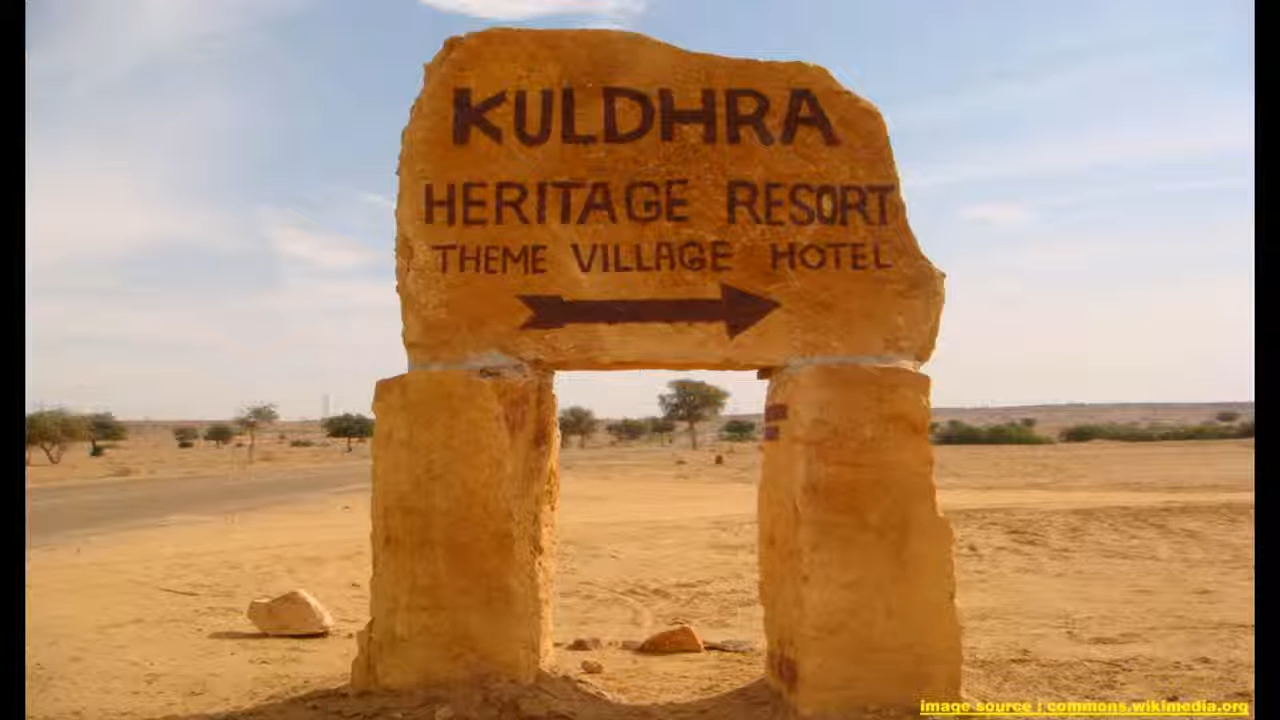 KULDHRA
HERITAGE RESORT
THEME VILLAGE HOTEL
image source : commons.wikimedia.org